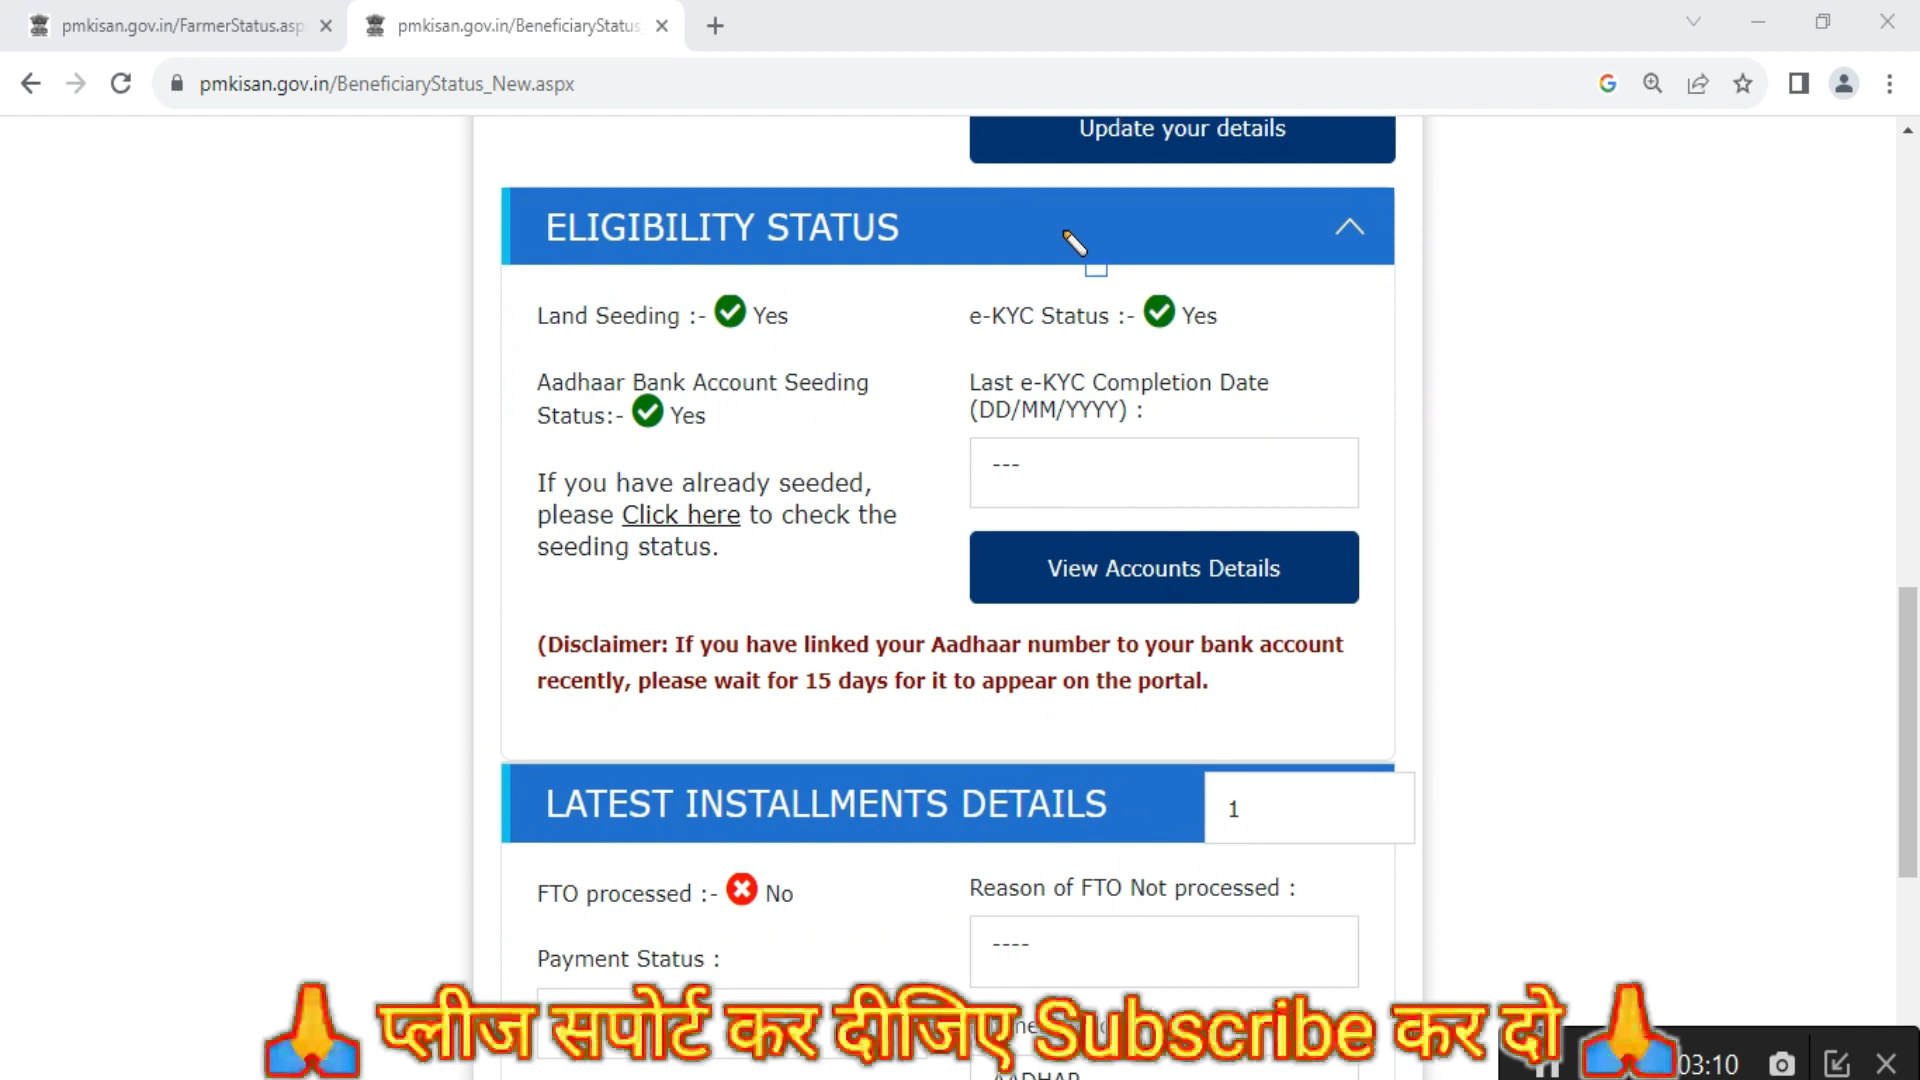 pmkisan.gov.in/FarmerStatus.asp
pmkisan.gov.in/BeneficiaryStatus
pmkisan.gov.in/BeneficiaryStatus_New.aspx
Update your details
ELIGIBILITY STATUS
Land Seeding :- Yes
e-KYC Status :- Yes
Aadhaar Bank Account Seeding
Status:- Yes
Last e-KYC Completion Date
(DD/MM/YYYY) :
---
If you have already seeded,
please Click here to check the
seeding status.
View Accounts Details
(Disclaimer: If you have linked your Aadhaar number to your bank account
recently, please wait for 15 days for it to appear on the portal.
LATEST INSTALLMENTS DETAILS
1
FTO processed :- No
Reason of FTO Not processed :
----
Payment Status :
प्लीज सपोर्ट कर दीजिए Subscribe कर दो
03:10
AADHAR